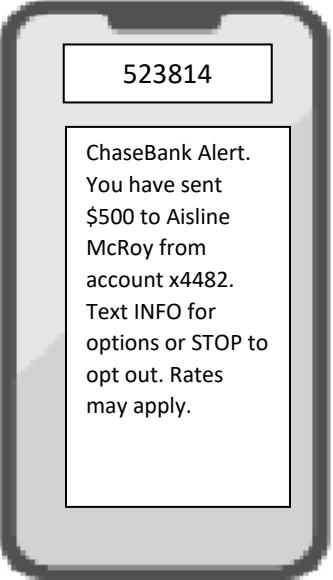 523814
ChaseBank Alert.
You have sent
$500 to Aisline
McRoy from
account x4482.
Text INFO for
options or STOP to
opt out. Rates
may apply.